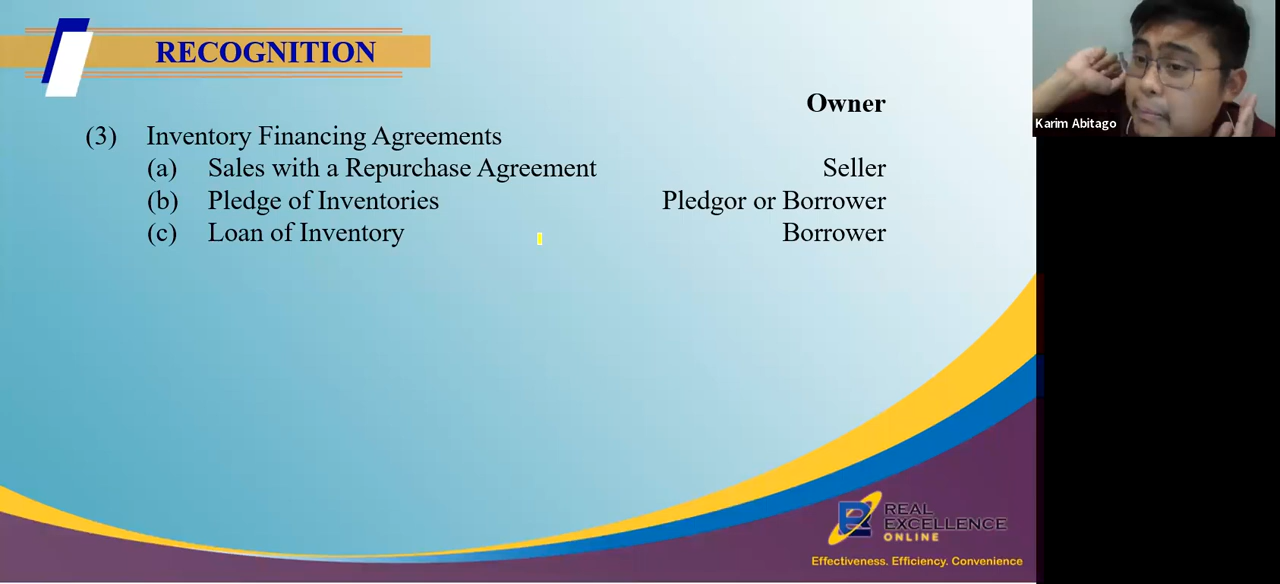 RECOGNITION
Owner
(3) Inventory Financing Agreements
(a) Sales with a Repurchase Agreement Seller
(b) Pledge of Inventories Pledgor or Borrower
(c) Loan of Inventory Borrower
Karim Abitago
REAL
EXCELLENCE
ONLINE
Effectiveness. Efficiency. Convenience